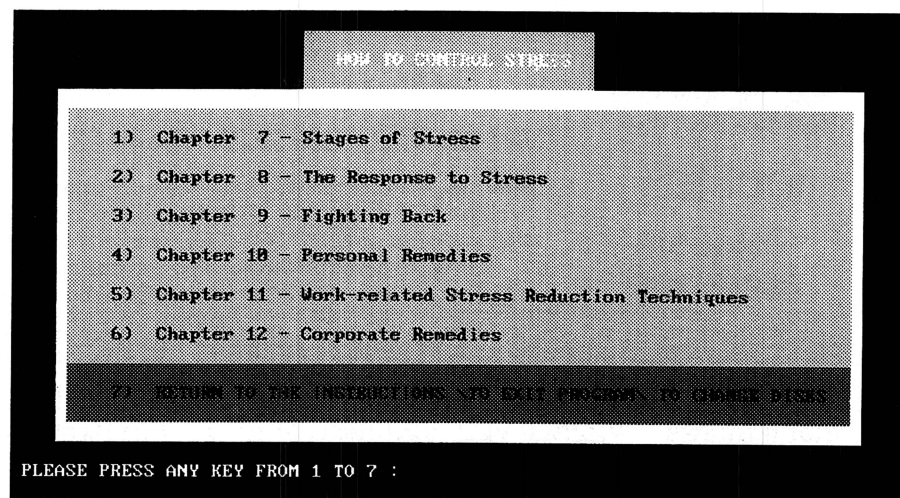 HOW TO CONTROL STRESS
1) Chapter 7 - Stages of Stress
2) Chapter 8 - The Response to Stress
3) Chapter 9 - Fighting Back
4) Chapter 10 - Personal Remedies
5) Chapter 11 - Work-related Stress Reduction Techniques
6) Chapter 12 - Corporate Remedies
7) RETURN TO THE INSTRUCTIONS \TO EXIT PROGRAM\ TO CHANGE DISKS
PLEASE PRESS ANY KEY FROM 1 TO 7 :